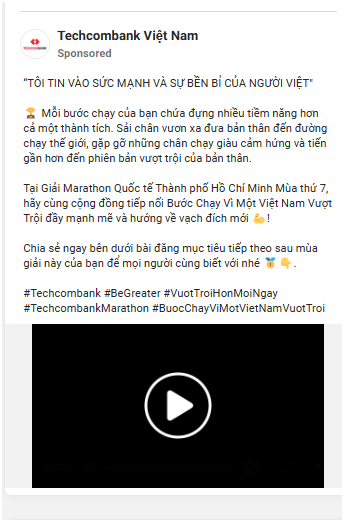 Techcombank Việt Nam
TECHCOMBANK
Sponsored
“TÔI TIN VÀO SỨC MẠNH VÀ SỰ BỀN BỈ CỦA NGƯỜI VIỆT"
🏆 Mỗi bước chạy của bạn chứa đựng nhiều tiềm năng hơn
cả một thành tích. Sải chân vươn xa đưa bản thân đến đường
chạy thế giới, gặp gỡ những chân chạy giàu cảm hứng và tiến
gần hơn đến phiên bản vượt trội của bản thân.
Tại Giải Marathon Quốc tế Thành phố Hồ Chí Minh Mùa thứ 7,
hãy cùng cộng đồng tiếp nối Bước Chạy Vì Một Việt Nam Vượt
Trội đầy mạnh mẽ và hướng về vạch đích mới 💪!
Chia sẻ ngay bên dưới bài đăng mục tiêu tiếp theo sau mùa
giải này của bạn để mọi người cùng biết với nhé 🏅👇.
#Techcombank #BeGreater #VuotTroiHonMoiNgay
#TechcombankMarathon #BuocChayViMotVietNamVuotTroi